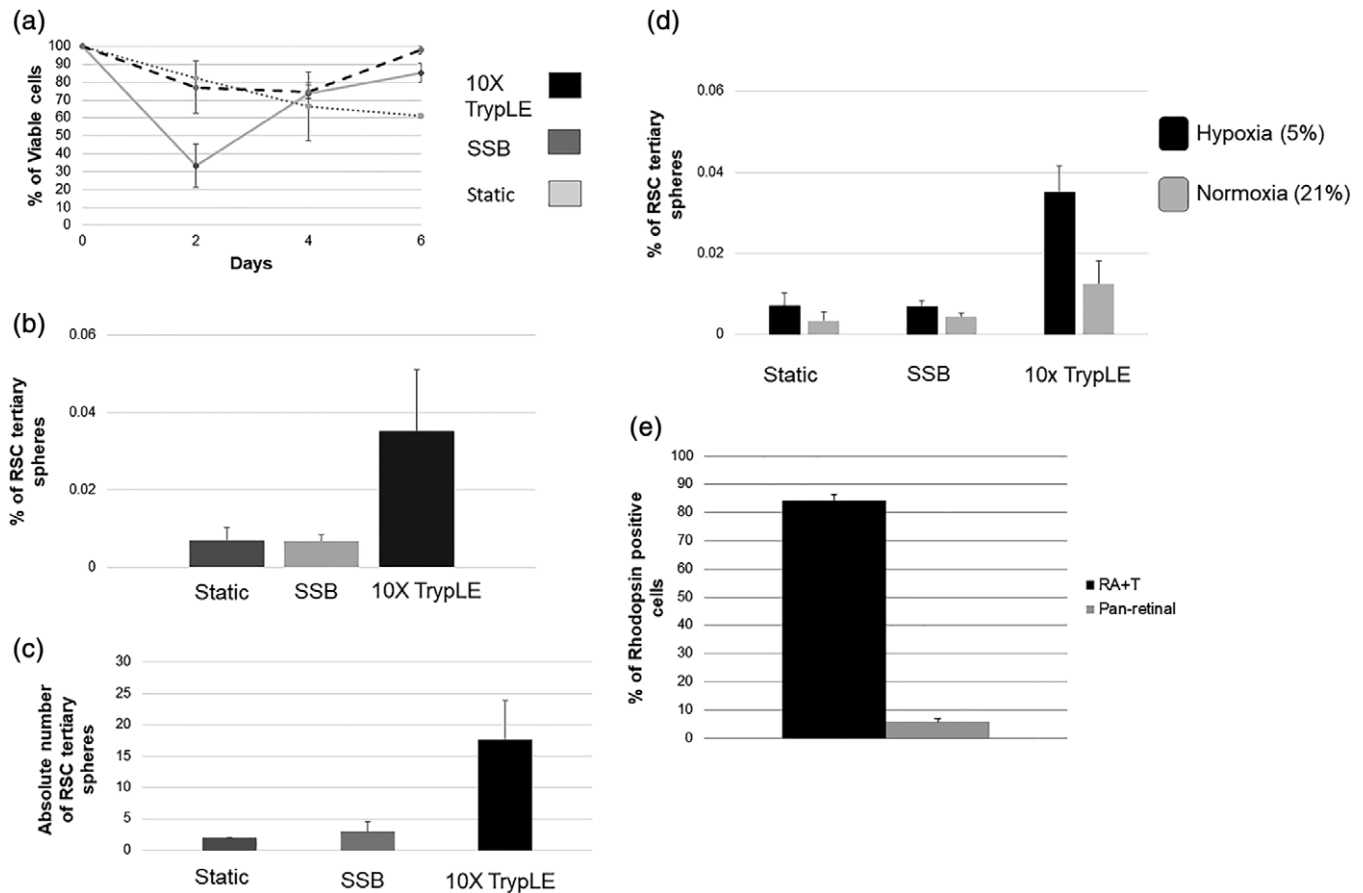 (a)
% of Viable cells
100
90
80
70
60
50
40
30
20
10
0
0
2
4
6
Days
10X
TrypLE
SSB
Static
(b)
% of RSC tertiary
spheres
0.06
0.04
0.02
0
Static
SSB
10X TrypLE
(c)
Absolute number
of RSC tertiary
spheres
30
25
20
15
10
5
0
Static
SSB
10X TrypLE
(d)
% of RSC tertiary
spheres
0.06
0.04
0.02
0
Static
SSB
10x TrypLE
Hypoxia (5%)
Normoxia (21%)
(e)
% of Rhodopsin positive
cells
100
90
80
70
60
50
40
30
20
10
0
RA+T
Pan-retinal